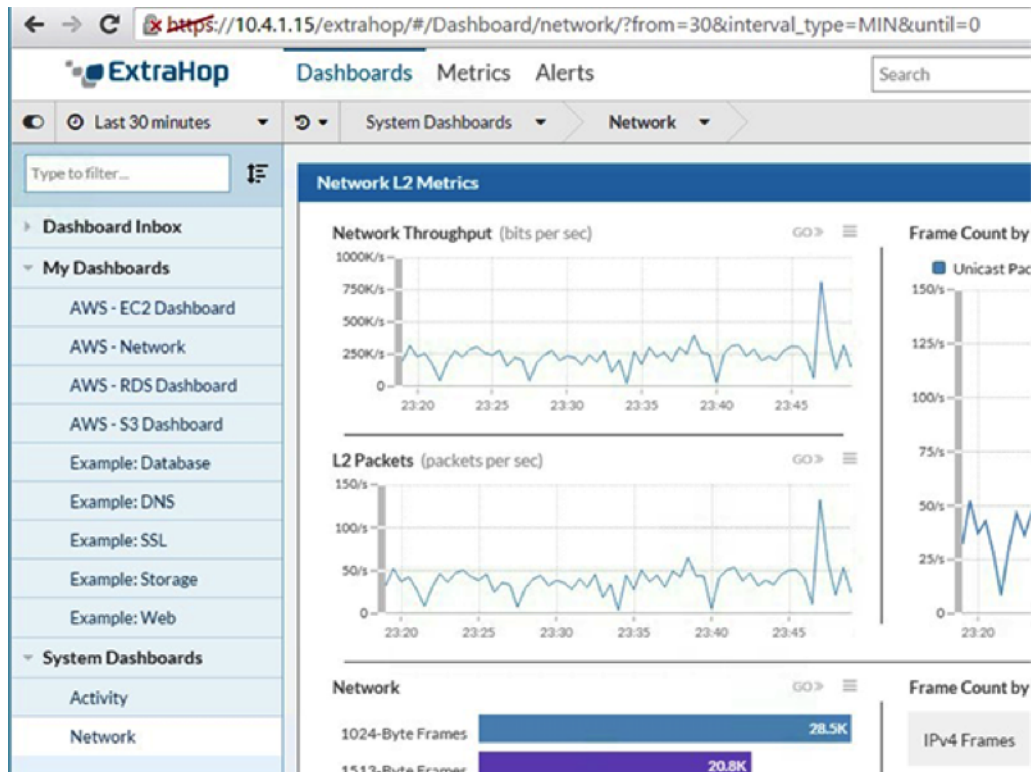 https://10.4.1.15/extrahop/#/Dashboard/network/?from=30&interval_type=MIN&until=0
ExtraHop
Dashboards Metrics Alerts
Search
Last 30 minutes
System Dashboards
Network
Type to filter...
Dashboard Inbox
My Dashboards
AWS - EC2 Dashboard
AWS - Network
AWS - RDS Dashboard
AWS - S3 Dashboard
Example: Database
Example: DNS
Example: SSL
Example: Storage
Example: Web
System Dashboards
Activity
Network
Network L2 Metrics
Network Throughput (bits per sec)
GO»
1000K/s
750K/s
500K/s
250K/s
0
23:20 23:25 23:30 23:35 23:40 23:45
L2 Packets (packets per sec)
GO»
150/s
100/s
50/s
0
23:20 23:25 23:30 23:35 23:40 23:45
Network
GO»
1024-Byte Frames 28.5K
1513-Byte Frames 20.8K
Frame Count by
Unicast Pac
150/s
125/s
100/s
75/s
50/s
25/s
0
23:20
Frame Count by
IPv4 Frames